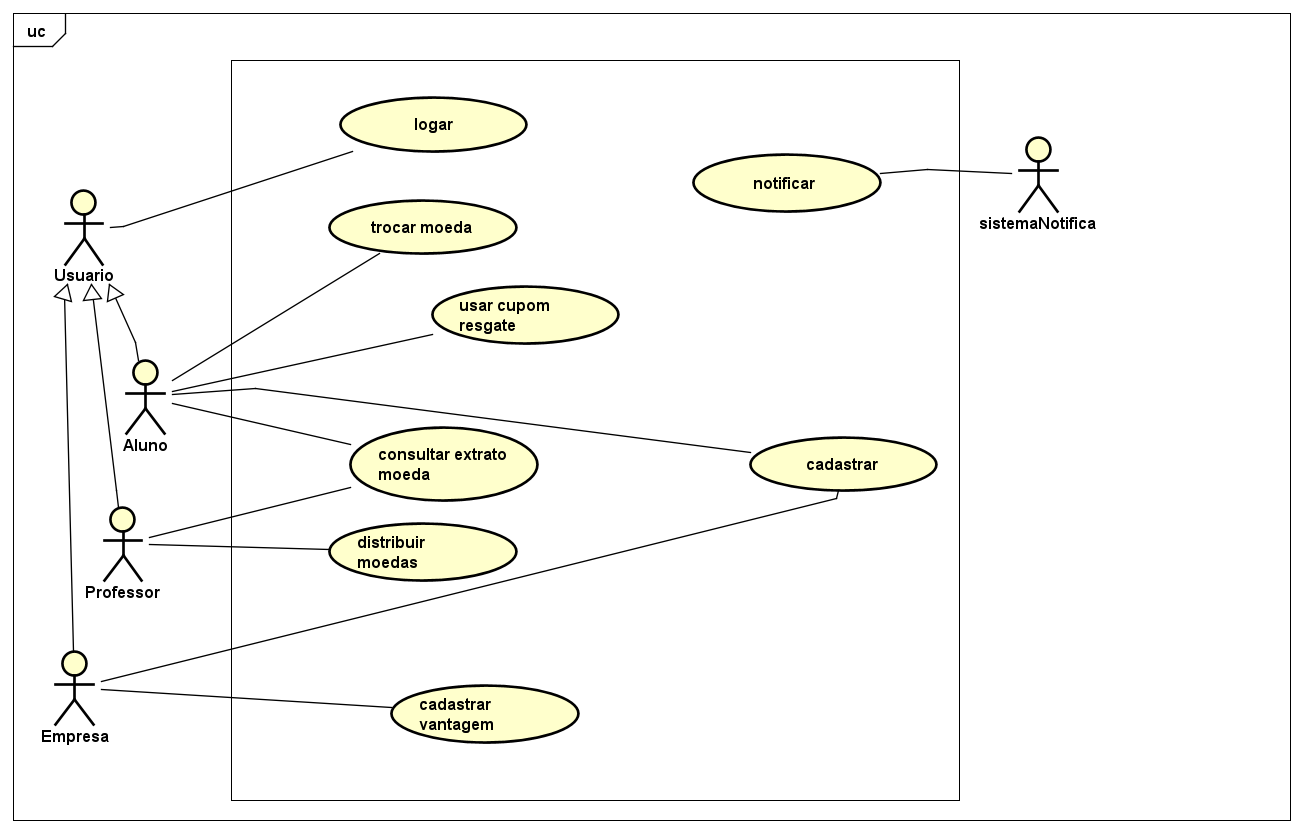 uc
logar
notificar
sistemaNotifica
trocar moeda
Usuario
usar cupom
resgate
Aluno
consultar extrato
moeda
cadastrar
distribuir
moedas
Professor
cadastrar
vantagem
Empresa